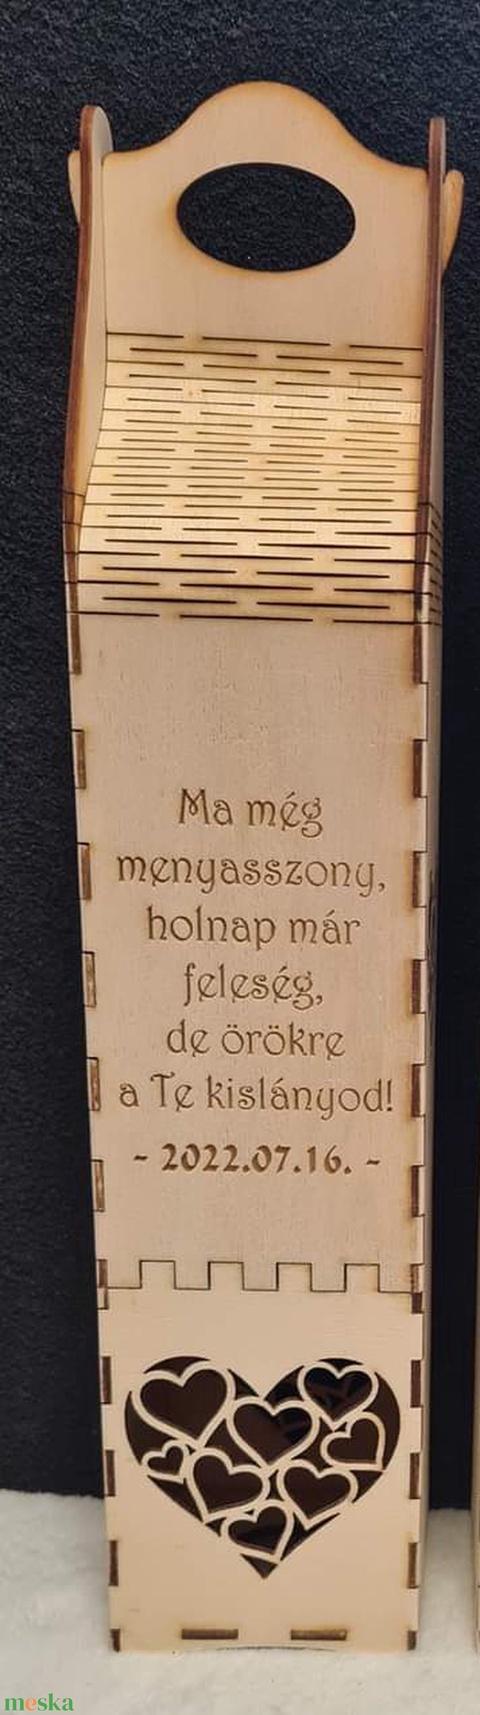 Ma még
menyasszony,
holnap már
feleség,
de örökre
a Te kislányod!
- 2022.07.16. -
meska